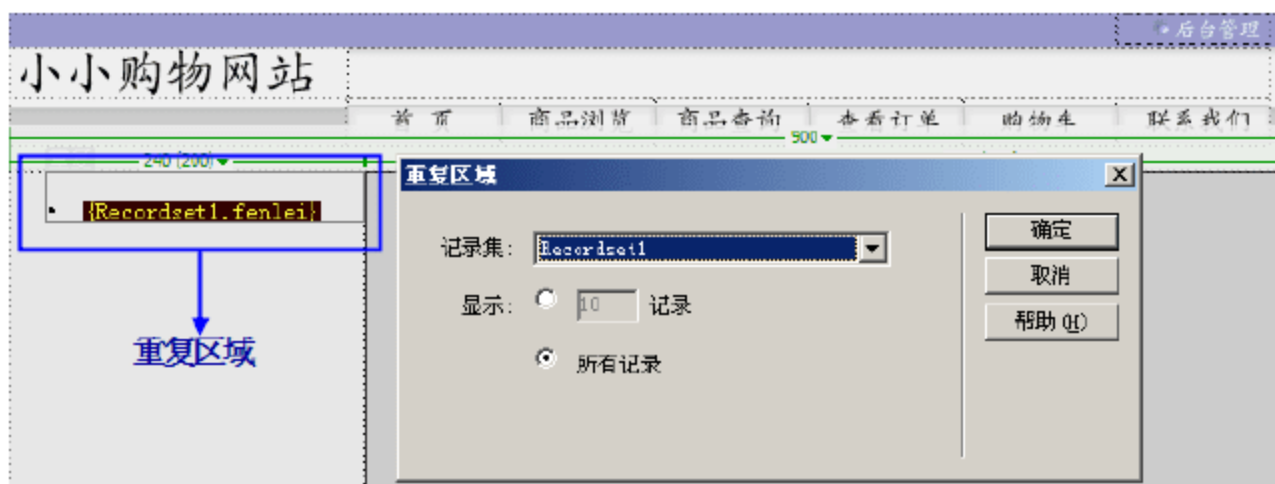 后台管理
小小购物网站
首 页 商品浏览 商品查询 查看订单 购物车 联系我们
900
240 (200)
重复区域
{Recordset1.fenlei}
记录集: Recordset1
确定
取消
显示: 10 记录
帮助 (H)
所有记录
重复区域